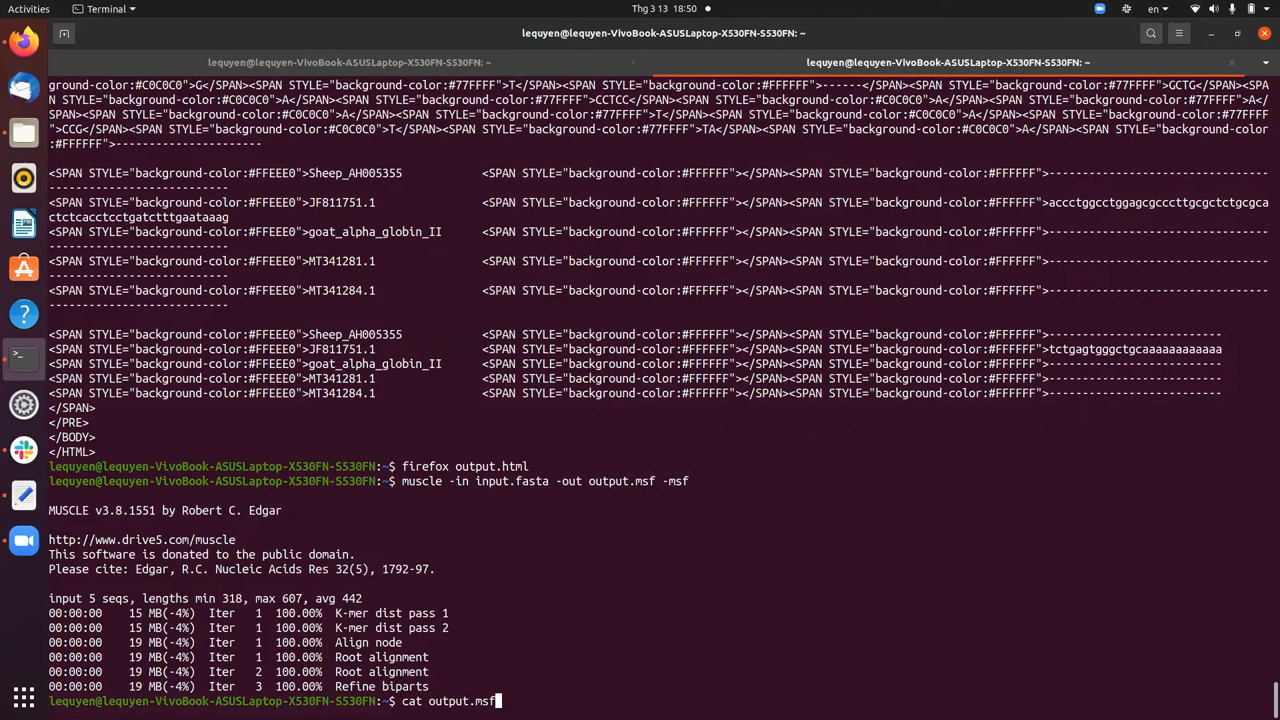 Activities Terminal Thg 3 13 18:50 en
lequyen@lequyen-VivoBook-ASUSLaptop-X530FN-S530FN: ~
lequyen@lequyen-VivoBook-ASUSLaptop-X530FN-S530FN: ~ lequyen@lequyen-VivoBook-ASUSLaptop-X530FN-S530FN: ~
ground-color:#C0C0C0">G</SPAN><SPAN STYLE="background-color:#77FFFF">T</SPAN><SPAN STYLE="background-color:#FFFFFF">------</SPAN><SPAN STYLE="background-color:#77FFFF">GCTG</SPAN><SPA
N STYLE="background-color:#C0C0C0">A</SPAN><SPAN STYLE="background-color:#77FFFF">CCTCC</SPAN><SPAN STYLE="background-color:#C0C0C0">A</SPAN><SPAN STYLE="background-color:#77FFFF">A</
SPAN><SPAN STYLE="background-color:#C0C0C0">A</SPAN><SPAN STYLE="background-color:#77FFFF">T</SPAN><SPAN STYLE="background-color:#C0C0C0">A</SPAN><SPAN STYLE="background-color:#77FFFF
">CCG</SPAN><SPAN STYLE="background-color:#C0C0C0">T</SPAN><SPAN STYLE="background-color:#77FFFF">TA</SPAN><SPAN STYLE="background-color:#C0C0C0">A</SPAN><SPAN STYLE="background-color
:#FFFFFF">----------------------
<SPAN STYLE="background-color:#FFEEE0">Sheep_AH005355 <SPAN STYLE="background-color:#FFFFFF"></SPAN><SPAN STYLE="background-color:#FFFFFF">---------------------------------
---------------------------
<SPAN STYLE="background-color:#FFEEE0">JF811751.1 <SPAN STYLE="background-color:#FFFFFF"></SPAN><SPAN STYLE="background-color:#FFFFFF">accctggcctggagcgcccttgcgctctgcgca
ctctcacctcctgatctttgaataaag
<SPAN STYLE="background-color:#FFEEE0">goat_alpha_globin_II <SPAN STYLE="background-color:#FFFFFF"></SPAN><SPAN STYLE="background-color:#FFFFFF">---------------------------------
---------------------------
<SPAN STYLE="background-color:#FFEEE0">MT341281.1 <SPAN STYLE="background-color:#FFFFFF"></SPAN><SPAN STYLE="background-color:#FFFFFF">---------------------------------
---------------------------
<SPAN STYLE="background-color:#FFEEE0">MT341284.1 <SPAN STYLE="background-color:#FFFFFF"></SPAN><SPAN STYLE="background-color:#FFFFFF">---------------------------------
---------------------------
<SPAN STYLE="background-color:#FFEEE0">Sheep_AH005355 <SPAN STYLE="background-color:#FFFFFF"></SPAN><SPAN STYLE="background-color:#FFFFFF">--------------------------
<SPAN STYLE="background-color:#FFEEE0">JF811751.1 <SPAN STYLE="background-color:#FFFFFF"></SPAN><SPAN STYLE="background-color:#FFFFFF">tctgagtgggctgcaaaaaaaaaaaa
<SPAN STYLE="background-color:#FFEEE0">goat_alpha_globin_II <SPAN STYLE="background-color:#FFFFFF"></SPAN><SPAN STYLE="background-color:#FFFFFF">--------------------------
<SPAN STYLE="background-color:#FFEEE0">MT341281.1 <SPAN STYLE="background-color:#FFFFFF"></SPAN><SPAN STYLE="background-color:#FFFFFF">--------------------------
<SPAN STYLE="background-color:#FFEEE0">MT341284.1 <SPAN STYLE="background-color:#FFFFFF"></SPAN><SPAN STYLE="background-color:#FFFFFF">--------------------------
</SPAN>
</PRE>
</BODY>
</HTML>
lequyen@lequyen-VivoBook-ASUSLaptop-X530FN-S530FN:~$ firefox output.html
lequyen@lequyen-VivoBook-ASUSLaptop-X530FN-S530FN:~$ muscle -in input.fasta -out output.msf -msf
MUSCLE v3.8.1551 by Robert C. Edgar
http://www.drive5.com/muscle
This software is donated to the public domain.
Please cite: Edgar, R.C. Nucleic Acids Res 32(5), 1792-97.
input 5 seqs, lengths min 318, max 607, avg 442
00:00:00 15 MB(-4%) Iter 1 100.00% K-mer dist pass 1
00:00:00 15 MB(-4%) Iter 1 100.00% K-mer dist pass 2
00:00:00 19 MB(-4%) Iter 1 100.00% Align node
00:00:00 19 MB(-4%) Iter 1 100.00% Root alignment
00:00:00 19 MB(-4%) Iter 2 100.00% Root alignment
00:00:00 19 MB(-4%) Iter 3 100.00% Refine biparts
lequyen@lequyen-VivoBook-ASUSLaptop-X530FN-S530FN:~$ cat output.msf